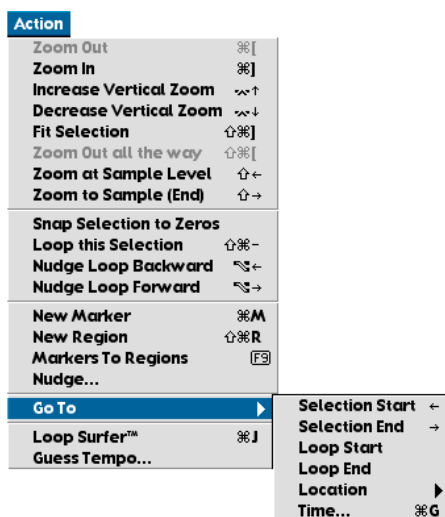 Action
Zoom Out ⌘[
Zoom In ⌘]
Increase Vertical Zoom ⌃↑
Decrease Vertical Zoom ⌃↓
Fit Selection ⇧⌘]
Zoom Out all the way ⇧⌘[
Zoom at Sample Level ⇧←
Zoom to Sample (End) ⇧→
Snap Selection to Zeros
Loop this Selection ⇧⌘-
Nudge Loop Backward ⌥←
Nudge Loop Forward ⌥→
New Marker ⌘M
New Region ⇧⌘R
Markers To Regions F9
Nudge...
Go To
Loop Surfer™ ⌘J
Guess Tempo...
Selection Start ←
Selection End →
Loop Start
Loop End
Location
Time... ⌘G